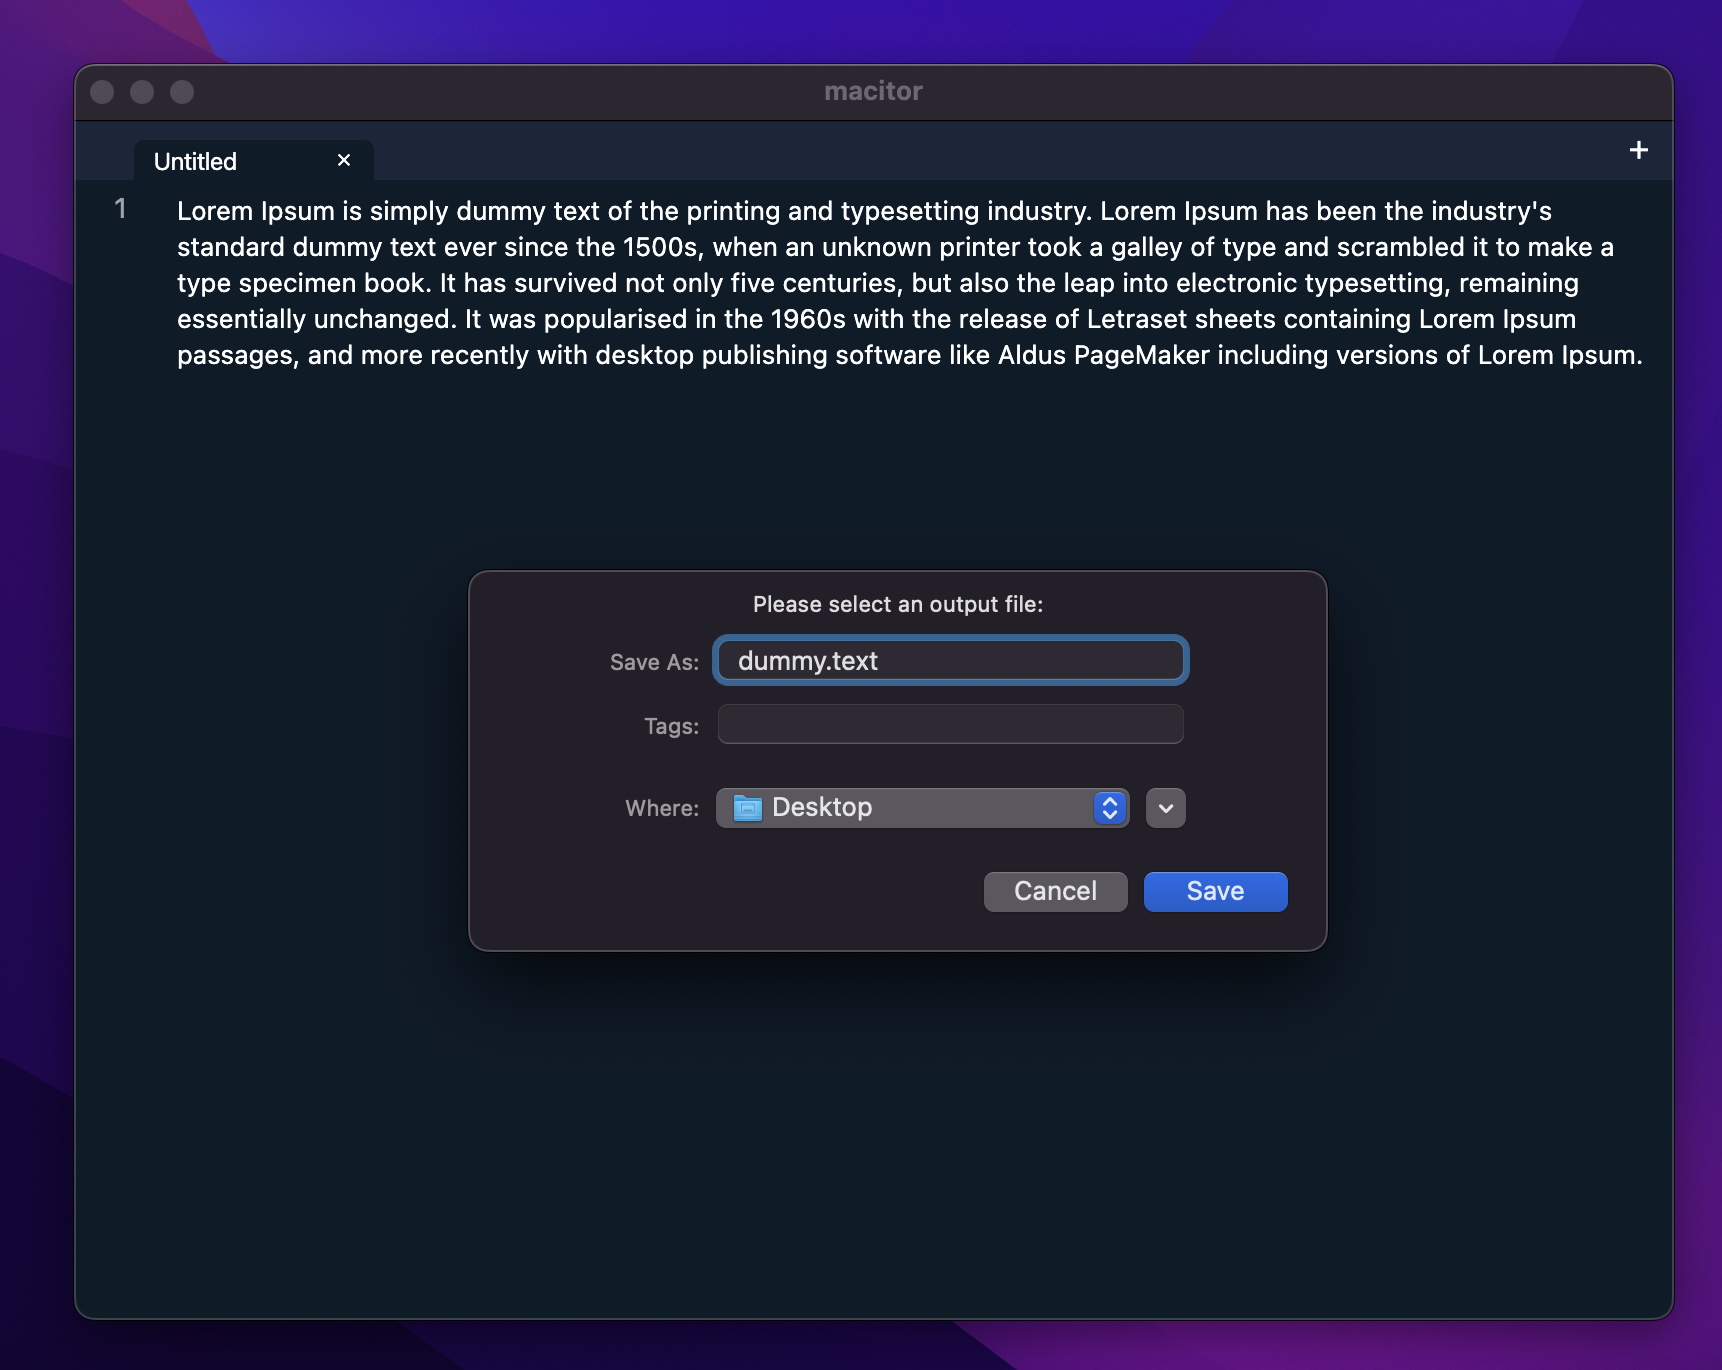 macitor
Untitled
1
Lorem Ipsum is simply dummy text of the printing and typesetting industry. Lorem Ipsum has been the industry's
standard dummy text ever since the 1500s, when an unknown printer took a galley of type and scrambled it to make a
type specimen book. It has survived not only five centuries, but also the leap into electronic typesetting, remaining
essentially unchanged. It was popularised in the 1960s with the release of Letraset sheets containing Lorem Ipsum
passages, and more recently with desktop publishing software like Aldus PageMaker including versions of Lorem Ipsum.
Please select an output file:
Save As: dummy.text
Tags:
Where: Desktop
Cancel Save